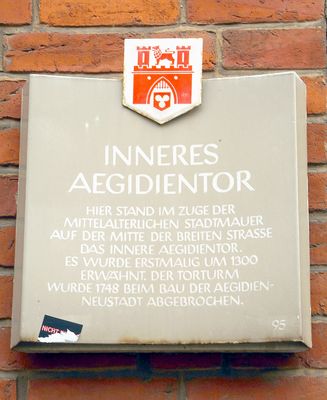 INNERES
AEGIDIENTOR
HIER STAND IM ZUGE DER
MITTELALTERLICHEN STADTMAUER
AUF DER MITTE DER BREITEN STRASSE
DAS INNERE AEGIDIENTOR.
ES WURDE ERSTMALIG UM 1300
ERWÄHNT. DER TORTURM
WURDE 1748 BEIM BAU DER AEGIDIEN-
NEUSTADT ABGEBROCHEN.
95
NICHT